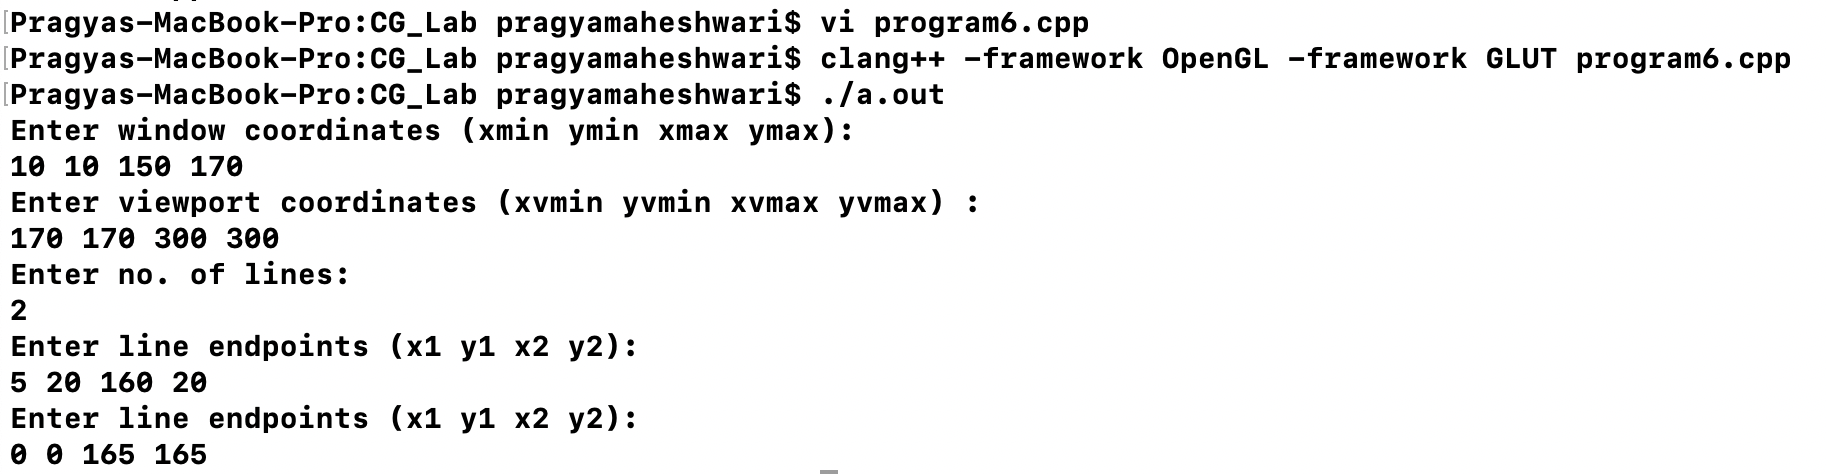 [Pragyas-MacBook-Pro:CG_Lab pragyamaheshwari$ vi program6.cpp
[Pragyas-MacBook-Pro:CG_Lab pragyamaheshwari$ clang++ -framework OpenGL -framework GLUT program6.cpp
[Pragyas-MacBook-Pro:CG_Lab pragyamaheshwari$ ./a.out
Enter window coordinates (xmin ymin xmax ymax):
10 10 150 170
Enter viewport coordinates (xvmin yvmin xvmax yvmax) :
170 170 300 300
Enter no. of lines:
2
Enter line endpoints (x1 y1 x2 y2):
5 20 160 20
Enter line endpoints (x1 y1 x2 y2):
0 0 165 165